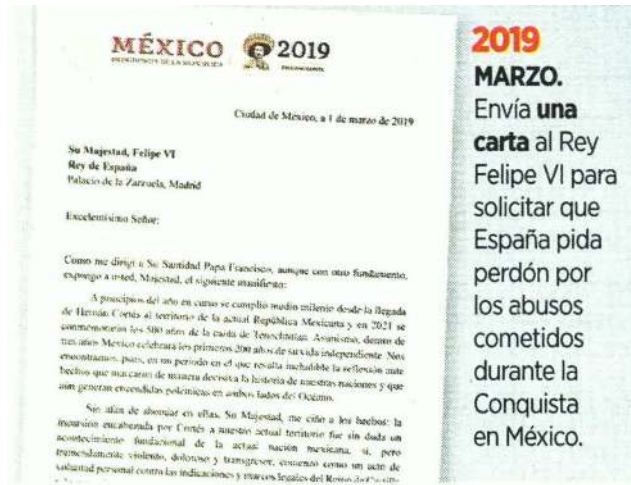 MÉXICO
PRESIDENCIA DE LA REPÚBLICA
2019
Ciudad de México, a 1 de marzo de 2019
Su Majestad, Felipe VI
Rey de España
Palacio de la Zarzuela, Madrid
Excelentísimo Señor:
Como me dirigí a Su Santidad Papa Francisco, aunque con otro fundamento,
expongo a usted, Majestad, el siguiente manifiesto:
A principios del año en curso se cumplió medio milenio desde la llegada
de Hernán Cortés al territorio de la actual República Mexicana y en 2021 se
conmemorarán los 500 años de la caída de Tenochtitlan. Asimismo, dentro de
tres años México celebrará los primeros 200 años de su vida independiente. Nos
encontramos, pues, en un periodo en el que resulta ineludible la reflexión ante
hechos que marcaron de manera decisiva la historia de nuestras naciones y que
aún generan encendidas polémicas en ambos lados del Océano.
Sin afán de ahondar en ellas, Su Majestad, me ciño a los hechos: la
incursión encabezada por Cortés a nuestro actual territorio fue sin duda un
acontecimiento fundacional de la actual nación mexicana, sí, pero
tremendamente violento, doloroso y transgresor; comenzó como un acto de
voluntad personal contra las indicaciones y marcos legales del Reino de
2019
MARZO.
Envía una
carta al Rey
Felipe VI para
solicitar que
España pida
perdón por
los abusos
cometidos
durante la
Conquista
en México.